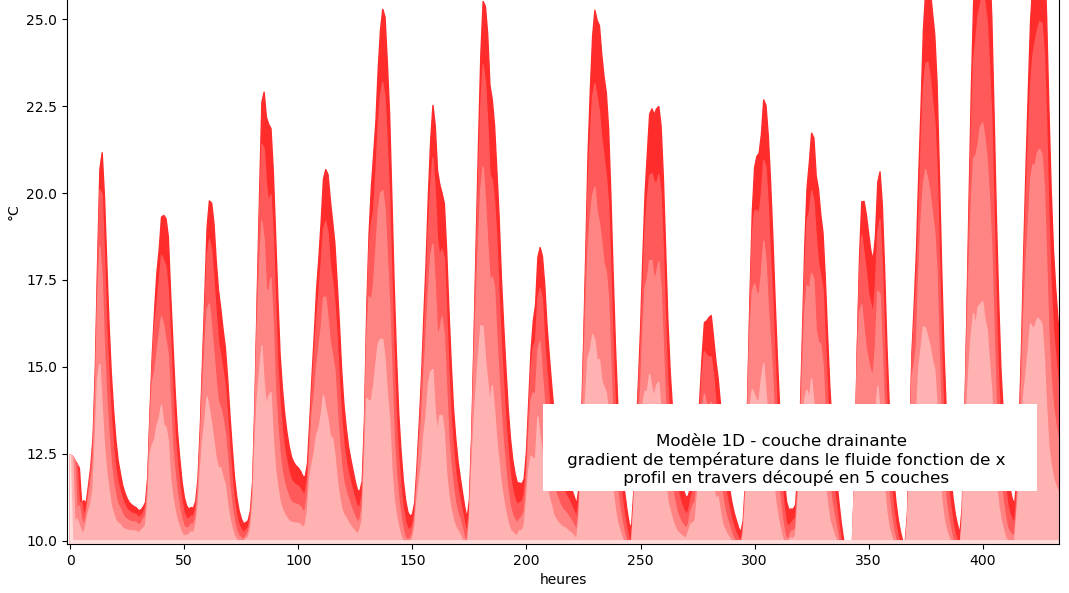 25.0
22.5
20.0
17.5
15.0
12.5
10.0
°C
Modèle 1D - couche drainante
gradient de température dans le fluide fonction de x
profil en travers découpé en 5 couches
0 50 100 150 200 250 300 350 400
heures